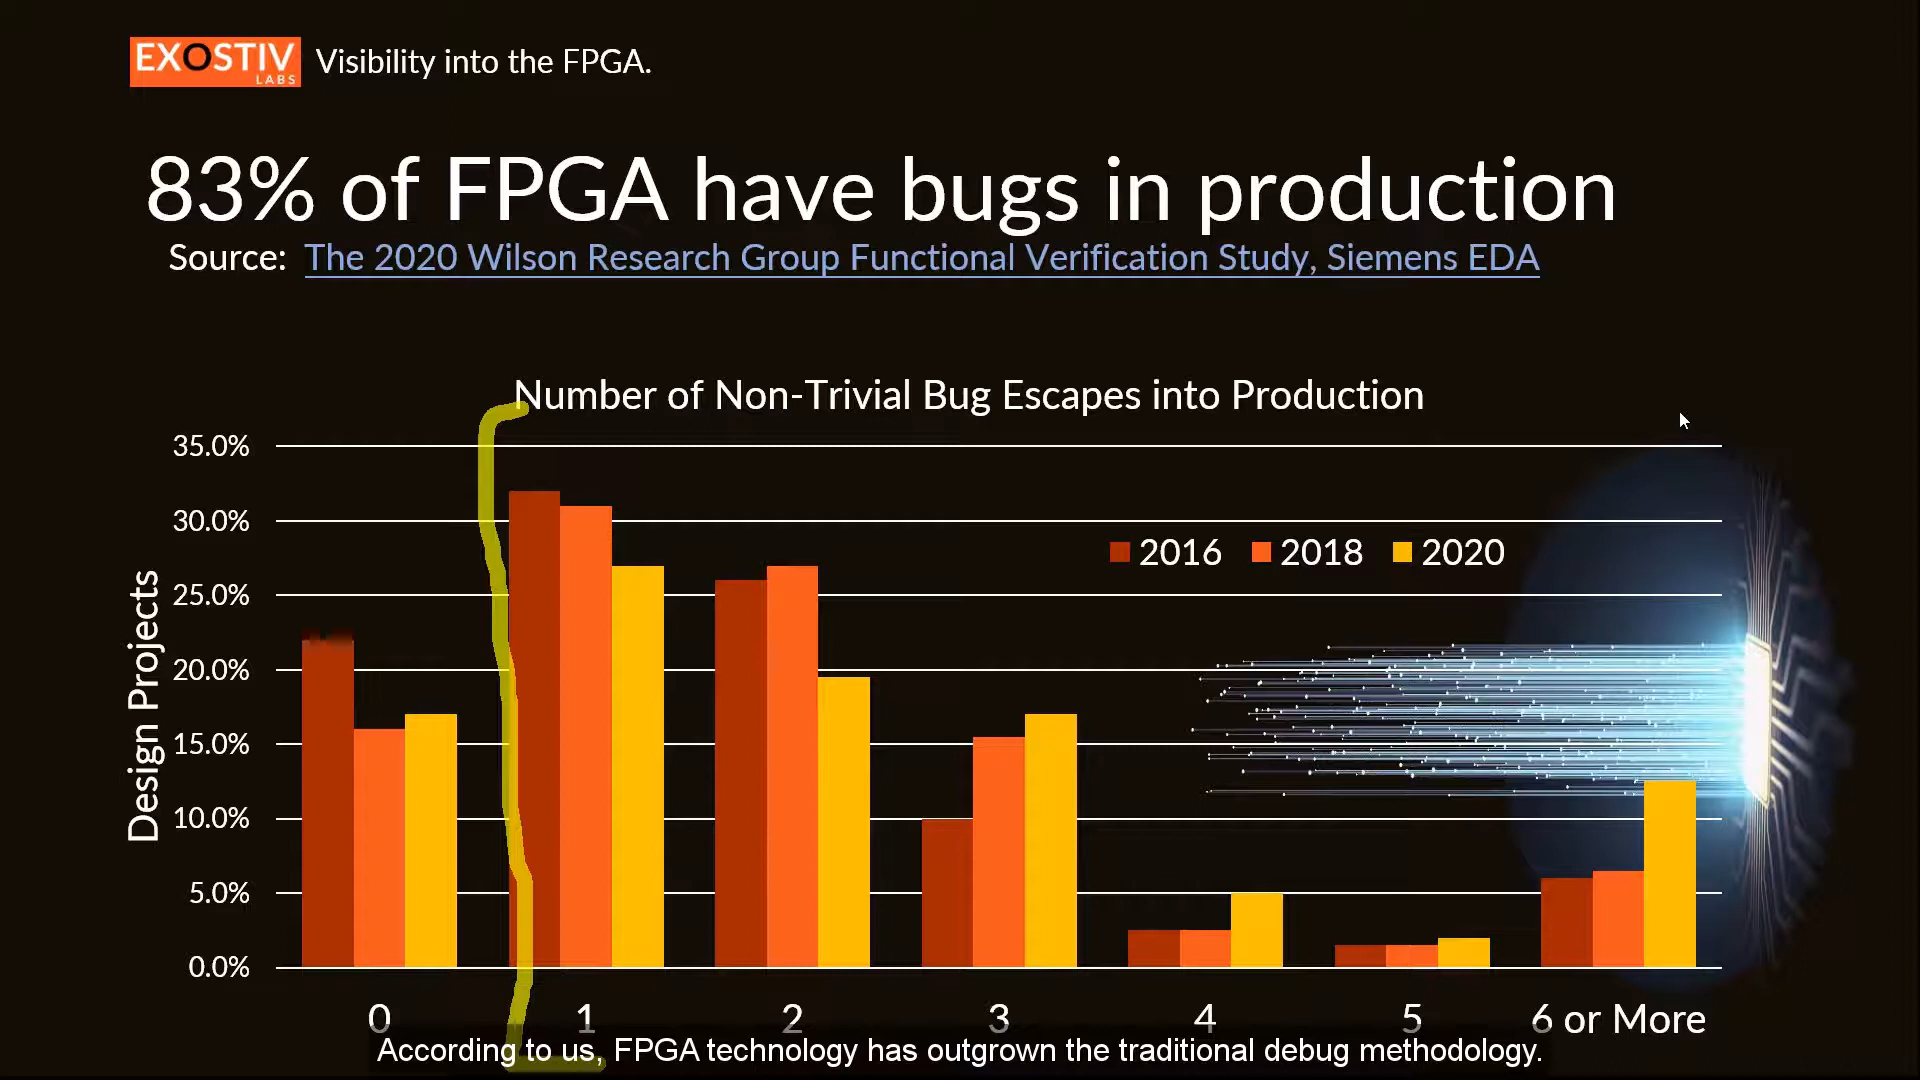 EXOSTIV
LABS
Visibility into the FPGA.
83% of FPGA have bugs in production
Source: The 2020 Wilson Research Group Functional Verification Study, Siemens EDA
Number of Non-Trivial Bug Escapes into Production
35.0%
30.0%
25.0%
20.0%
15.0%
10.0%
5.0%
0.0%
Design Projects
2016 2018 2020
0 1 2 3 4 5 6 or More
According to us, FPGA technology has outgrown the traditional debug methodology.